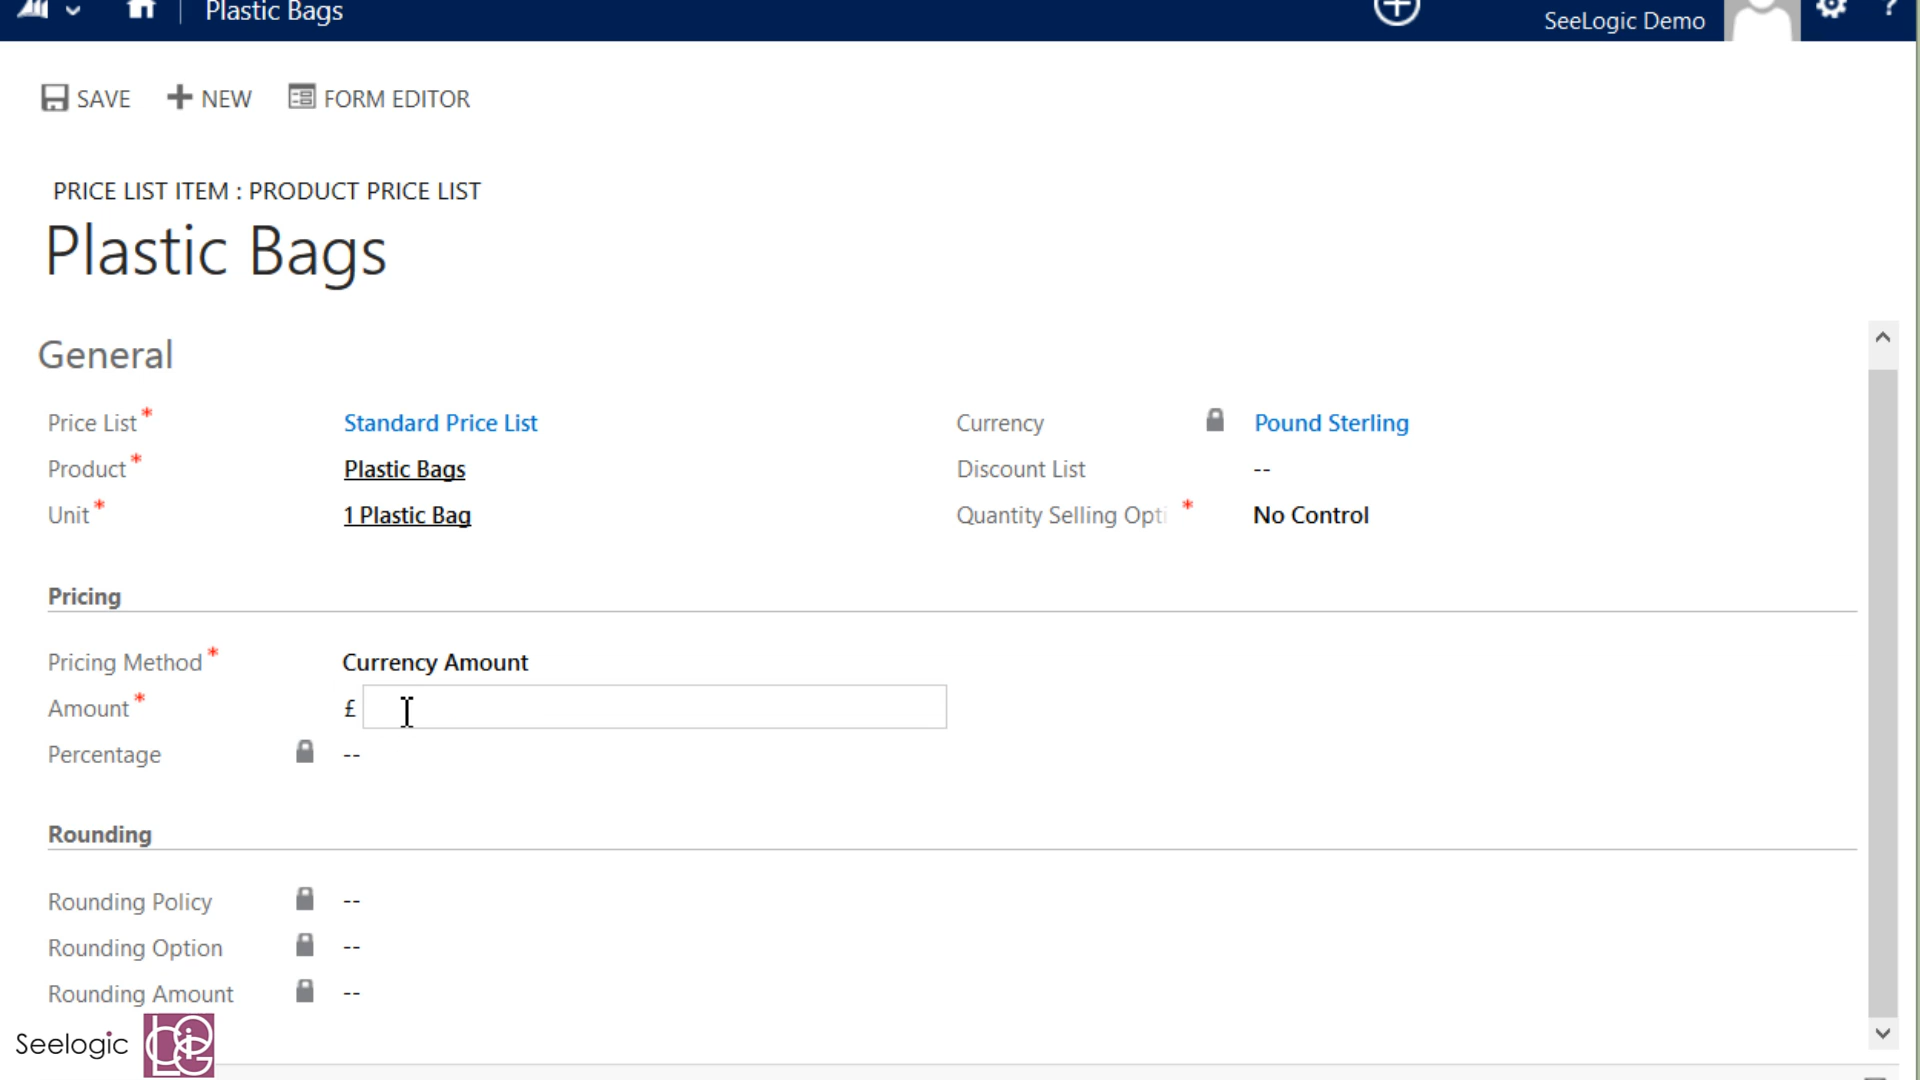 Plastic Bags
SeeLogic Demo
?
SAVE
NEW
FORM EDITOR
PRICE LIST ITEM : PRODUCT PRICE LIST
Plastic Bags
General
Price List* Standard Price List
Currency Pound Sterling
Product* Plastic Bags
Discount List --
Unit* 1 Plastic Bag
Quantity Selling Opti * No Control
Pricing
Pricing Method* Currency Amount
Amount* £
Percentage --
Rounding
Rounding Policy --
Rounding Option --
Rounding Amount --
Seelogic